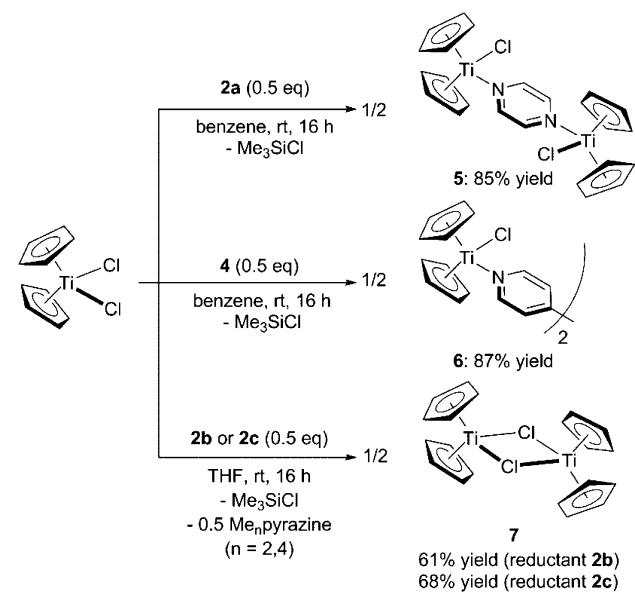 2a (0.5 eq)
benzene, rt, 16 h
- Me₃SiCl
1/2
Ti
Cl
N
N
Ti
Cl
5: 85% yield
Ti
Cl
Cl
4 (0.5 eq)
benzene, rt, 16 h
- Me₃SiCl
1/2
Ti
Cl
N
2
6: 87% yield
2b or 2c (0.5 eq)
THF, rt, 16 h
- Me₃SiCl
- 0.5 Meₙpyrazine
(n = 2,4)
1/2
Ti
Cl
Cl
Ti
7
61% yield (reductant 2b)
68% yield (reductant 2c)